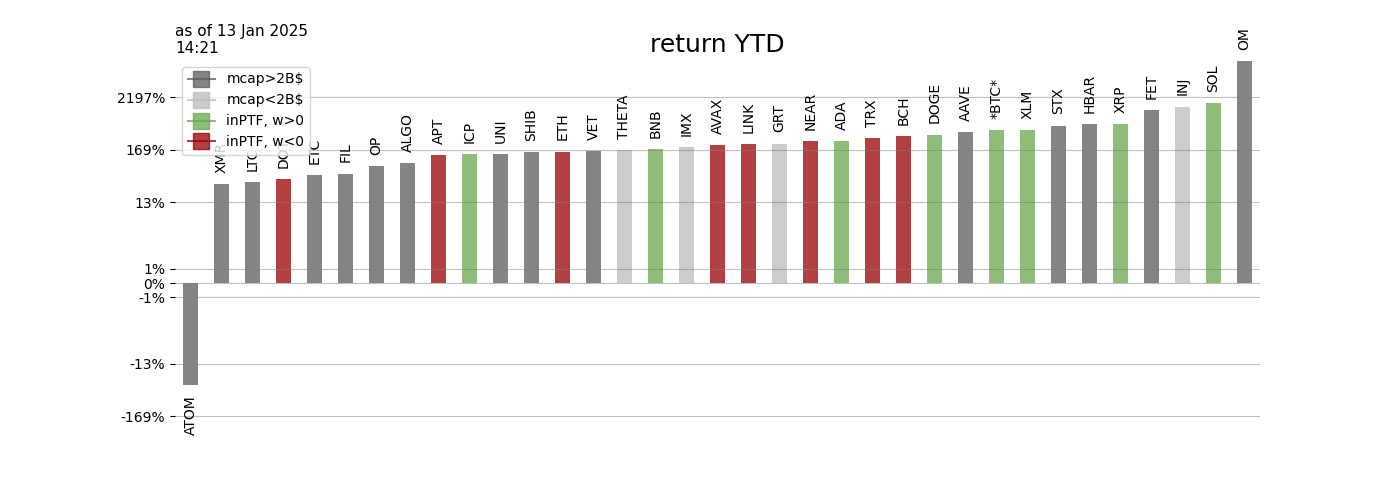 as of 13 Jan 2025
14:21
return YTD
mcap>2B$
mcap<2B$
inPTF, w>0
inPTF, w<0
2197%
169%
13%
1%
0%
-1%
-13%
-169%
ATOM
XMR
ETC
FIL
OP
ALGO
APT
ICP
UNI
SHIB
ETH
VET
THETA
BNB
IMX
AVAX
LINK
GRT
NEAR
ADA
TRX
BCH
DOGE
AAVE
*BTC*
XLM
STX
HBAR
XRP
FET
INJ
SOL
OM